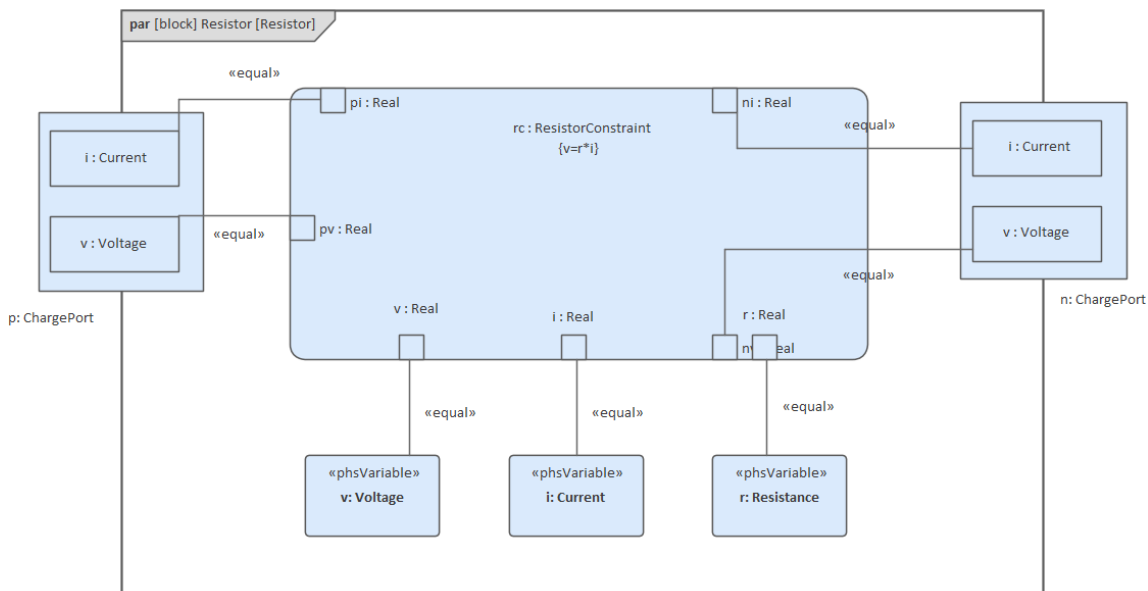 par [block] Resistor [Resistor]
«equal»
pi : Real
ni : Real
rc : ResistorConstraint
{v=r*i}
«equal»
i : Current
i : Current
v : Voltage
«equal»
pv : Real
v : Voltage
«equal»
p: ChargePort
n: ChargePort
v : Real
i : Real
r : Real
«equal»
«equal»
«equal»
«phsVariable»
v: Voltage
«phsVariable»
i: Current
«phsVariable»
r: Resistance